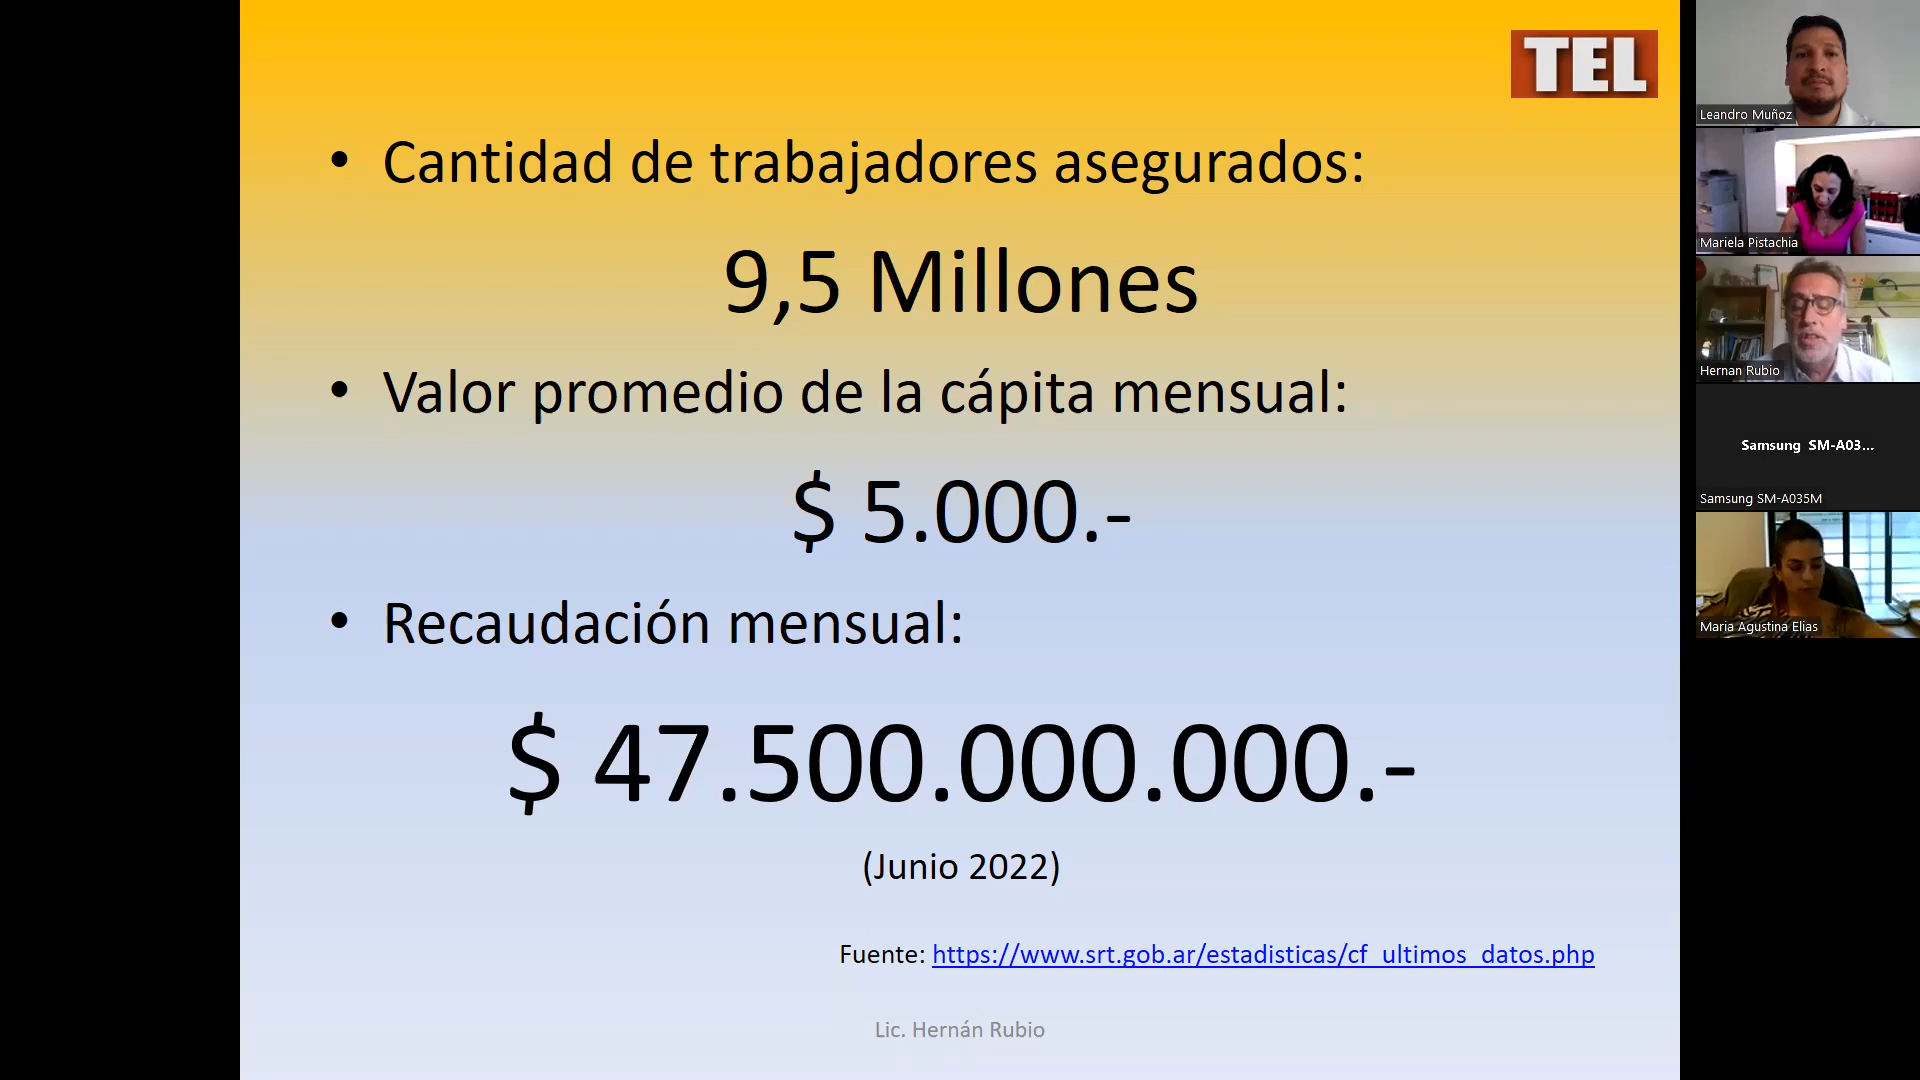 TEL
• Cantidad de trabajadores asegurados:
9,5 Millones
• Valor promedio de la cápita mensual:
$ 5.000.-
• Recaudación mensual:
$ 47.500.000.000.-
(Junio 2022)
Fuente: https://www.srt.gob.ar/estadisticas/cf_ultimos_datos.php
Lic. Hernán Rubio
Leandro Muñoz
Mariela Pistachia
Hernan Rubio
Samsung SM-A03...
Samsung SM-A035M
Maria Agustina Elias